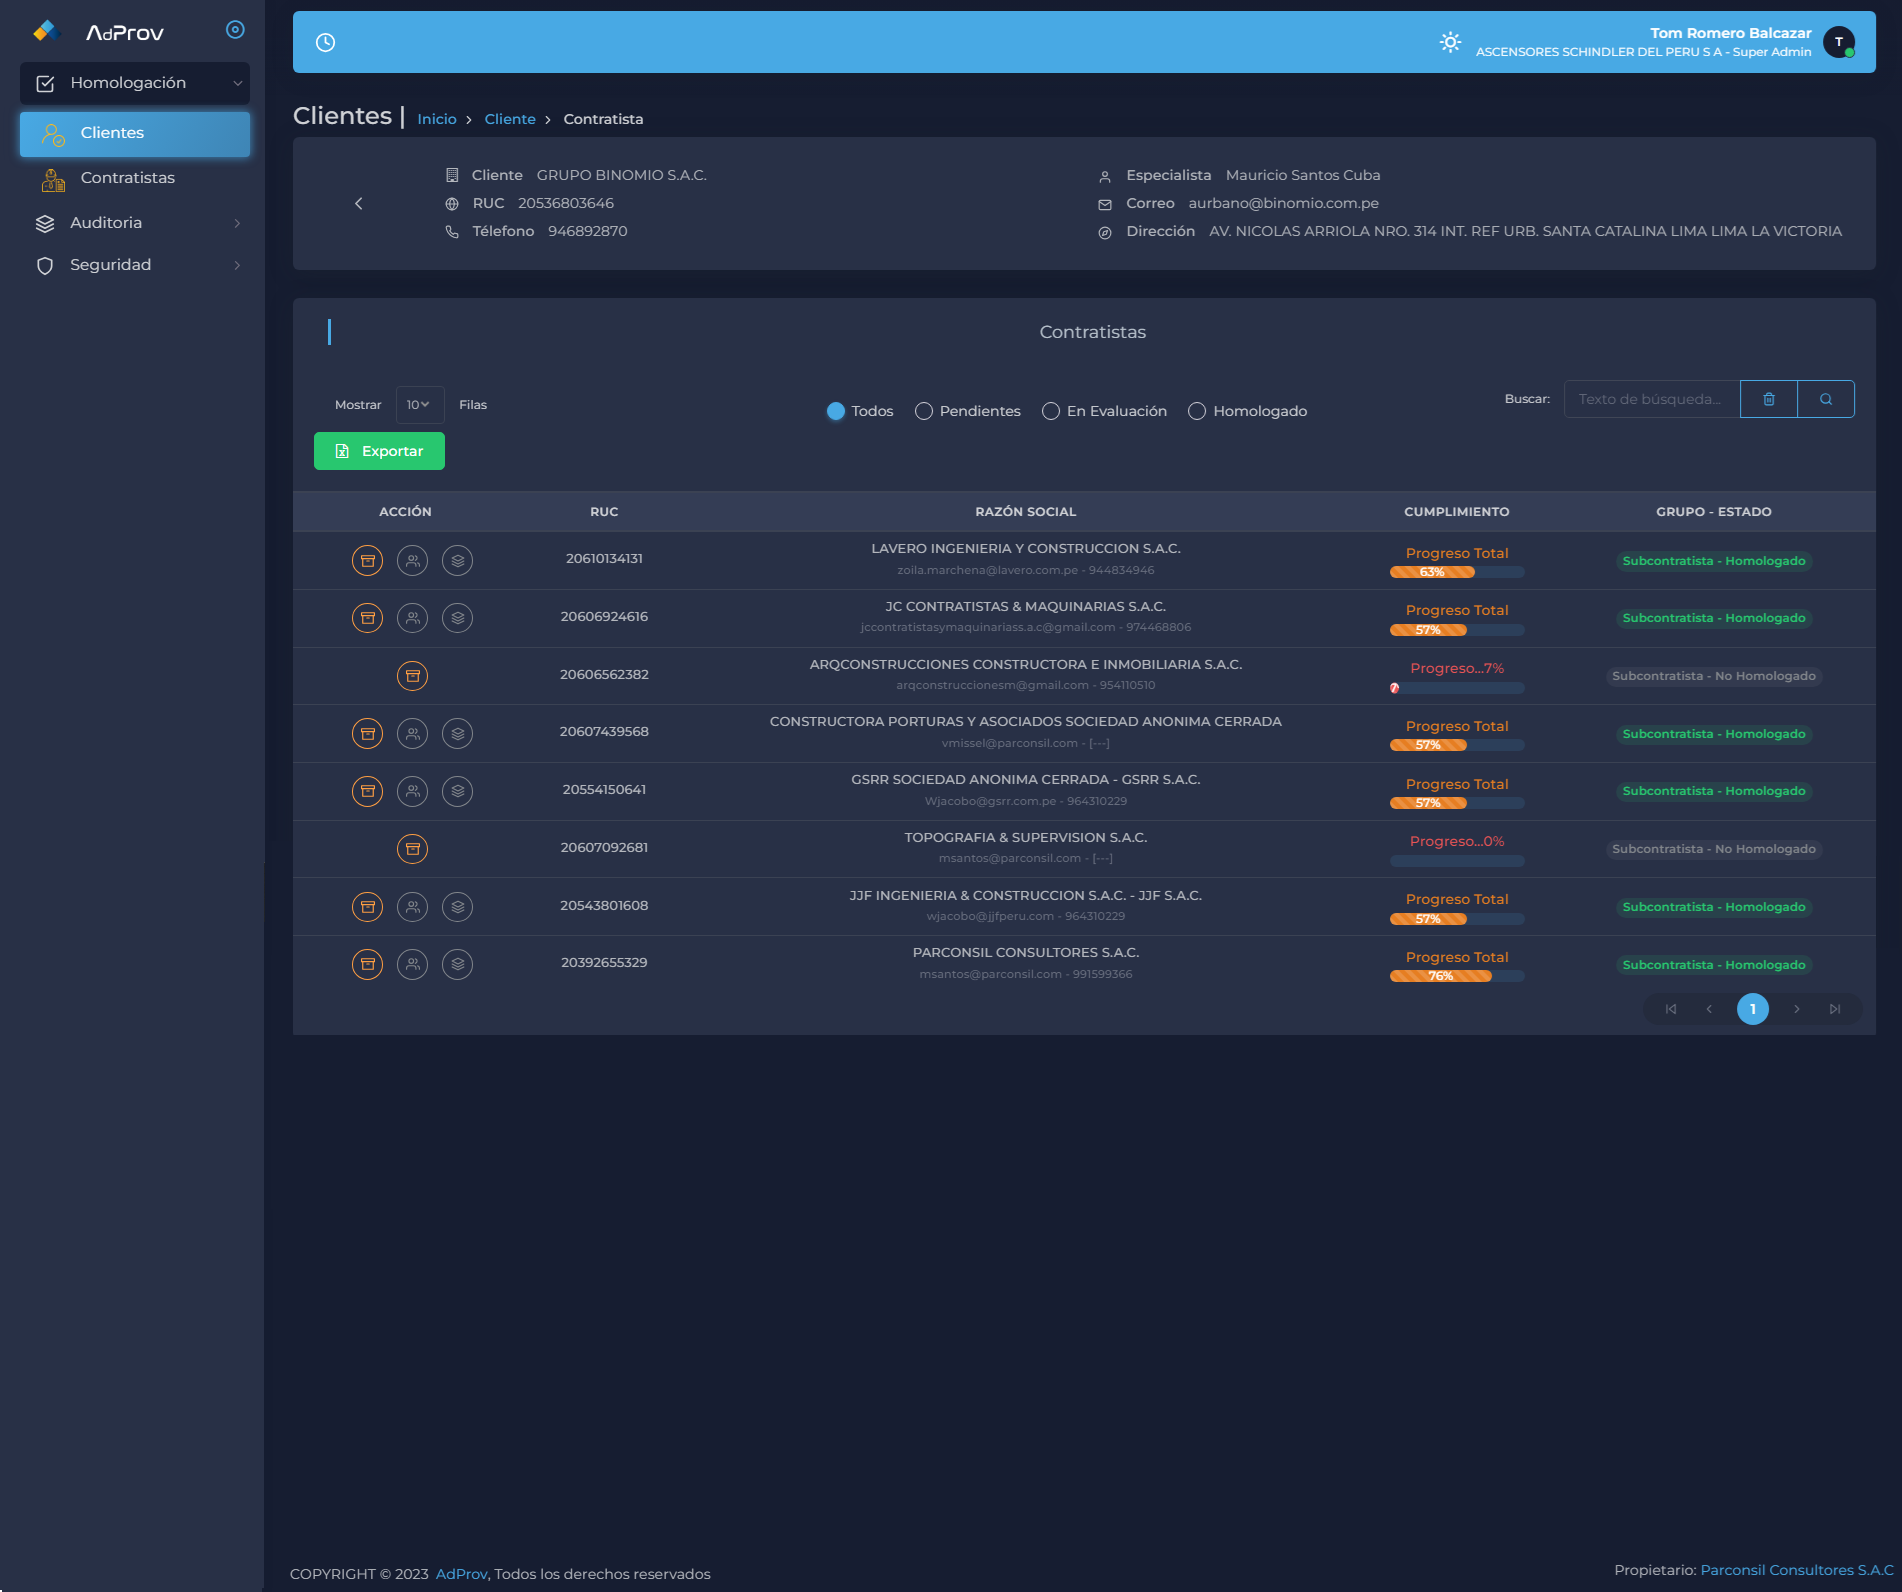 AdProv
Homologación
Clientes
Contratistas
Auditoria
Seguridad
Tom Romero Balcazar
ASCENSORES SCHINDLER DEL PERU S A - Super Admin
T
Clientes | Inicio > Cliente > Contratista
Cliente GRUPO BINOMIO S.A.C.
RUC 20536803646
Télefono 946892870
Especialista Mauricio Santos Cuba
Correo aurbano@binomio.com.pe
Dirección AV. NICOLAS ARRIOLA NRO. 314 INT. REF URB. SANTA CATALINA LIMA LIMA LA VICTORIA
Contratistas
Mostrar 10 Filas
Todos Pendientes En Evaluación Homologado
Buscar: Texto de búsqueda...
Exportar
ACCIÓN RUC RAZÓN SOCIAL CUMPLIMIENTO GRUPO - ESTADO
20610134131 LAVERO INGENIERIA Y CONSTRUCCION S.A.C. Progreso Total Subcontratista - Homologado
zoila.marchena@lavero.com.pe - 944834946 63%
20606924616 JC CONTRATISTAS & MAQUINARIAS S.A.C. Progreso Total Subcontratista - Homologado
jccontratistasymaquinariass.a.c@gmail.com - 974468806 57%
20606562382 ARQCONSTRUCCIONES CONSTRUCTORA E INMOBILIARIA S.A.C. Progreso...7% Subcontratista - No Homologado
arqconstruccionesm@gmail.com - 954110510 7
20607439568 CONSTRUCTORA PORTURAS Y ASOCIADOS SOCIEDAD ANONIMA CERRADA Progreso Total Subcontratista - Homologado
vmissel@parconsil.com - [---] 57%
20554150641 GSRR SOCIEDAD ANONIMA CERRADA - GSRR S.A.C. Progreso Total Subcontratista - Homologado
Wjacobo@gsrr.com.pe - 964310229 57%
20607092681 TOPOGRAFIA & SUPERVISION S.A.C. Progreso...0% Subcontratista - No Homologado
msantos@parconsil.com - [---]
20543801608 JJF INGENIERIA & CONSTRUCCION S.A.C. - JJF S.A.C. Progreso Total Subcontratista - Homologado
wjacobo@jjfperu.com - 964310229 57%
20392655329 PARCONSIL CONSULTORES S.A.C. Progreso Total Subcontratista - Homologado
msantos@parconsil.com - 991599366 76%
1
COPYRIGHT © 2023 AdProv, Todos los derechos reservados
Propietario: Parconsil Consultores S.A.C